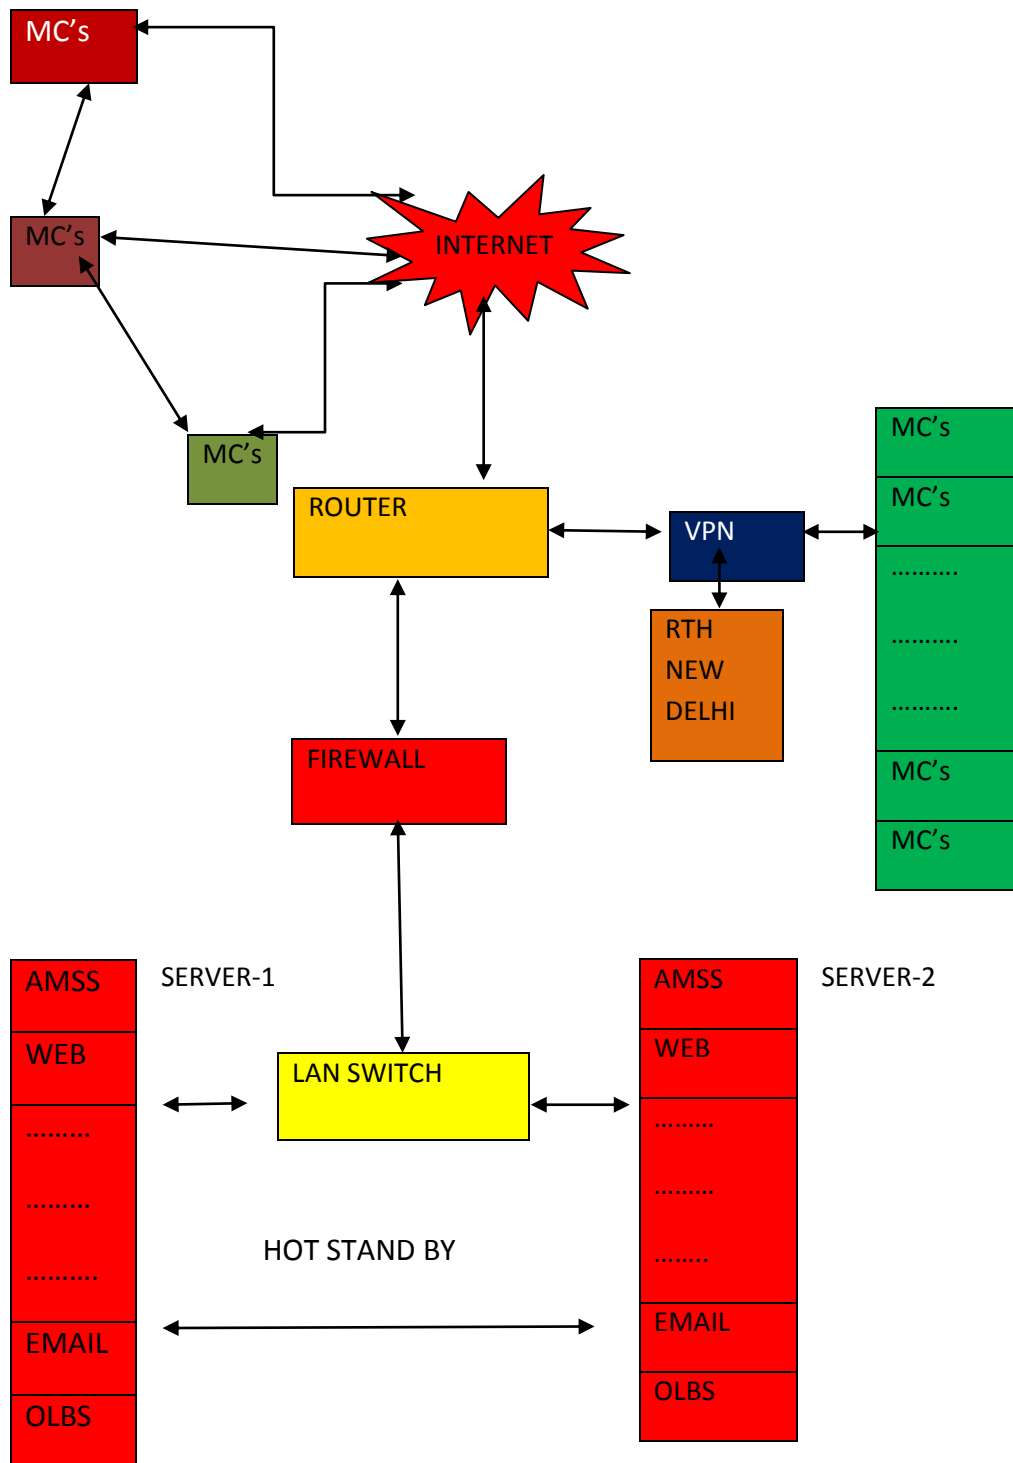 MC’s
MC’s
INTERNET
MC’s
ROUTER
VPN
RTH
NEW
DELHI
MC’s
MC’s
……….
……….
……….
MC’s
MC’s
FIREWALL
SERVER-1
AMSS
WEB
………
………
……….
EMAIL
OLBS
LAN SWITCH
HOT STAND BY
SERVER-2
AMSS
WEB
………
………
……..
EMAIL
OLBS